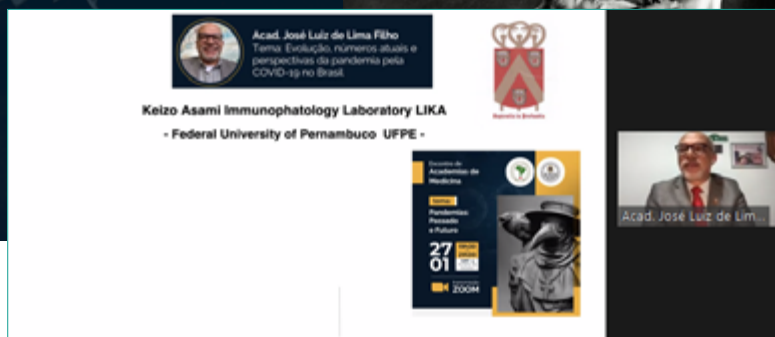 Acad. José Luiz de Lima Filho
Tema: Evolução, números atuais e
perspectivas da pandemia pela
COVID-19 no Brasil
Keizo Asami Immunophatology Laboratory LIKA
- Federal University of Pernambuco UFPE -
Encontro de
Academias de
Medicina
tema:
Pandemias:
Passado
e Futuro
27
01
ZOOM
Acad. José Luiz de Lim...